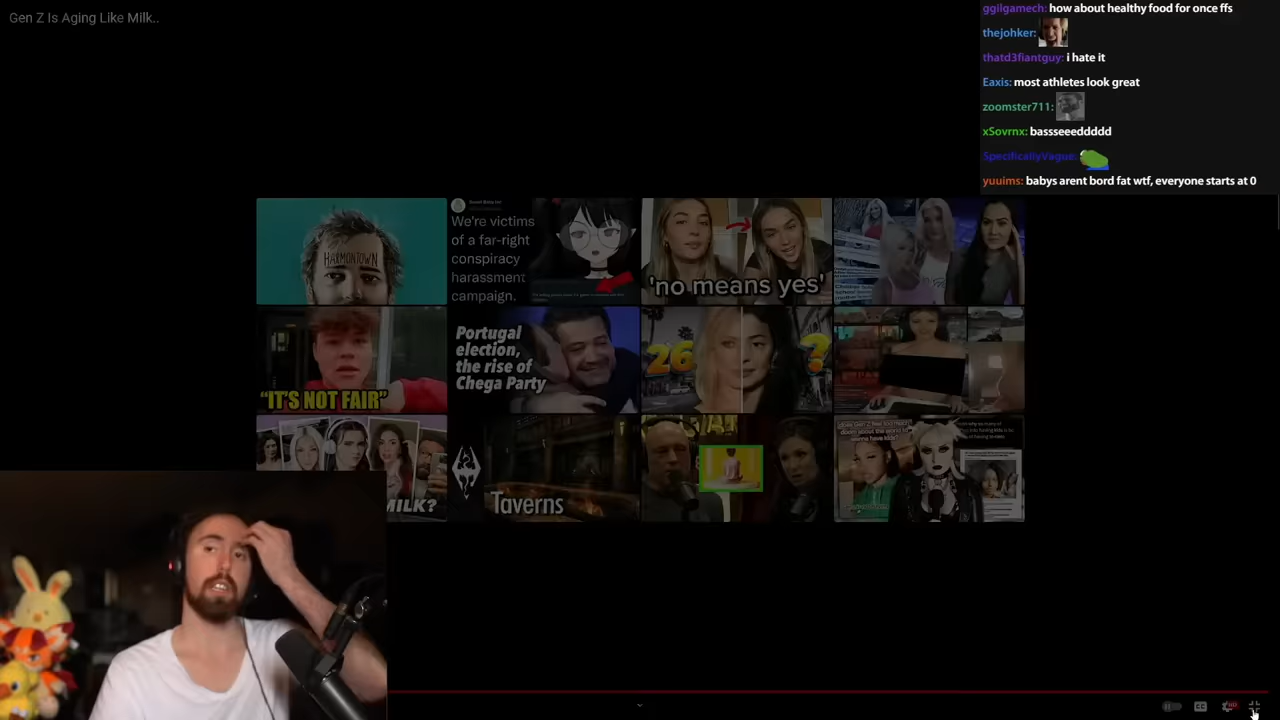 Gen Z Is Aging Like Milk..
ggilgamech: how about healthy food for once ffs
thejohker:
thatd3fiantguy: i hate it
Eaxis: most athletes look great
zoomster711:
xSovrnx: bassseeeddddd
SpecificallyVague:
yuuims: babys arent bord fat wtf, everyone starts at 0
HARMONTOWN
We're victims
of a far-right
conspiracy
harassment
campaign.
'no means yes'
"IT'S NOT FAIR"
Portugal
election,
the rise of
Chega Party
26
?
MILK?
Taverns
CC
HD